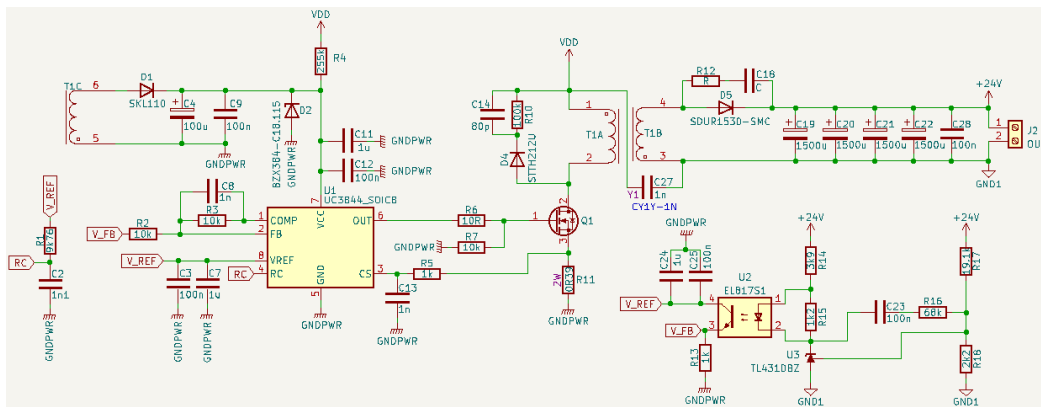 VDD
255k
R4
T1C
6
D1
SKL110
C4
100u
C9
100n
5
GNDPWR
BZX384-C18,115
D2
GNDPWR
C11
1u
GNDPWR
C12
100n
GNDPWR
VDD
C14
80p
100k
R10
D4
STTH212U
1
T1A
2
4
T1B
3
R12
R
C18
C
D5
SDUR1530-SMC
+24V
C19
1500u
C20
1500u
C21
1500u
C22
1500u
C28
100n
1
2
J2
OU
GND1
Y1
C27
1n
CY1Y-1N
V_REF
R1
9k76
RC
C2
1n1
GNDPWR
V_FB
R2
10k
C8
1n
R3
10k
U1
UC3844_SOIC8
7
VCC
1
COMP
2
FB
8
VREF
4
RC
OUT
6
CS
3
GND
5
GNDPWR
V_REF
RC
C3
100n
C7
1u
GNDPWR
GNDPWR
R6
10R
R7
10k
GNDPWR
R5
1k
C13
1n
GNDPWR
1
2
3
Q1
2W
0R39
R11
GNDPWR
GNDPWR
C24
1u
C25
100n
V_REF
V_FB
R13
1k
GNDPWR
U2
EL817S1
4
3
1
2
+24V
3k9
R14
1k2
R15
U3
TL431DBZ
GND1
C23
100n
R16
68k
+24V
19.1k
R17
2k2
R18
GND1